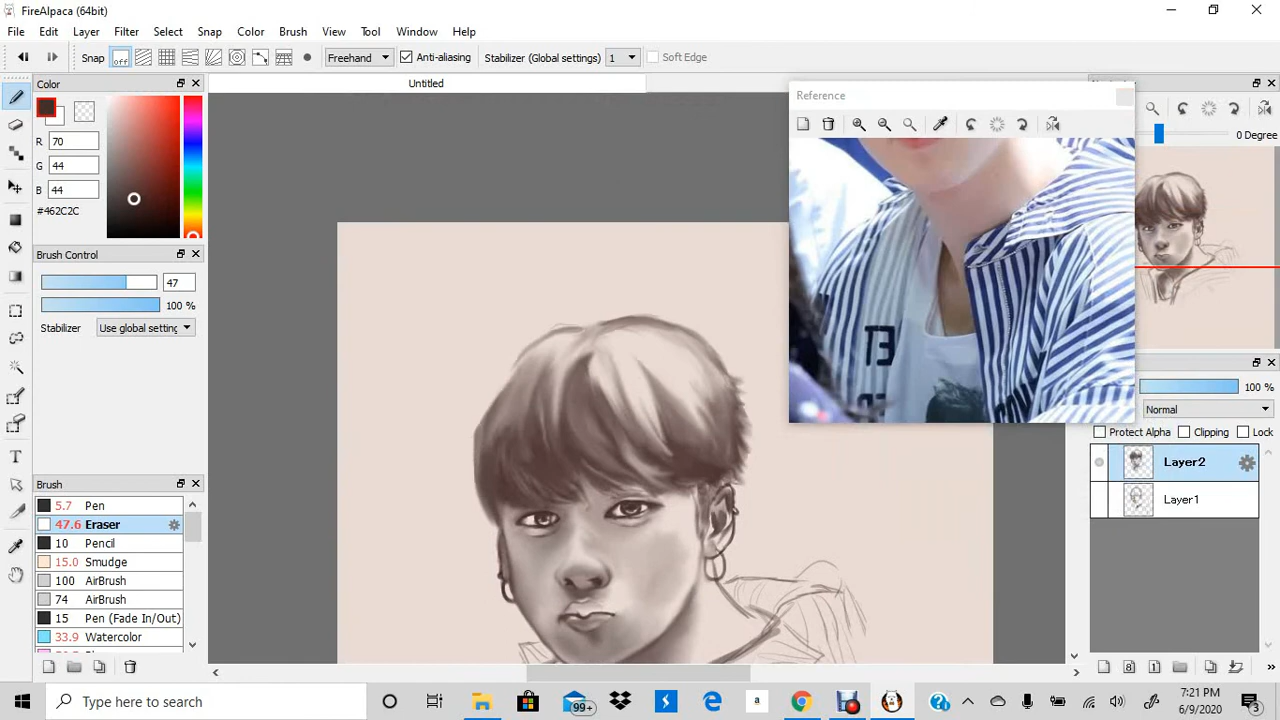 FireAlpaca (64bit)
File Edit Layer Filter Select Snap Color Brush View Tool Window Help
Snap off Freehand Anti-aliasing Stabilizer (Global settings) 1 Soft Edge
Color
Untitled
Reference
R 70
G 44
B 44
#462C2C
0 Degree
Brush Control
47
100 %
Stabilizer Use global setting
ET
100 %
Normal
Protect Alpha Clipping Lock
Layer2
Layer1
Brush
5.7 Pen
47.6 Eraser
10 Pencil
15.0 Smudge
100 AirBrush
74 AirBrush
15 Pen (Fade In/Out)
33.9 Watercolor
Type here to search
99+
a
7:21 PM
6/9/2020
3